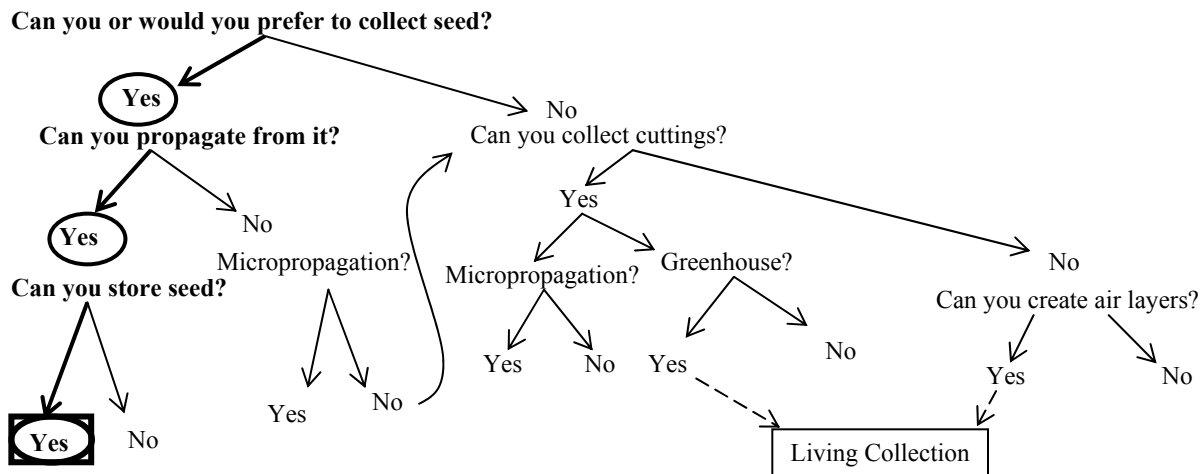 Can you or would you prefer to collect seed?
Yes
No
Can you propagate from it?
Can you collect cuttings?
Yes
No
Yes
No
Micropropagation?
Micropropagation?
Greenhouse?
Can you store seed?
Can you create air layers?
Yes
No
Yes
No
Yes
No
Yes
No
Yes
No
Living Collection